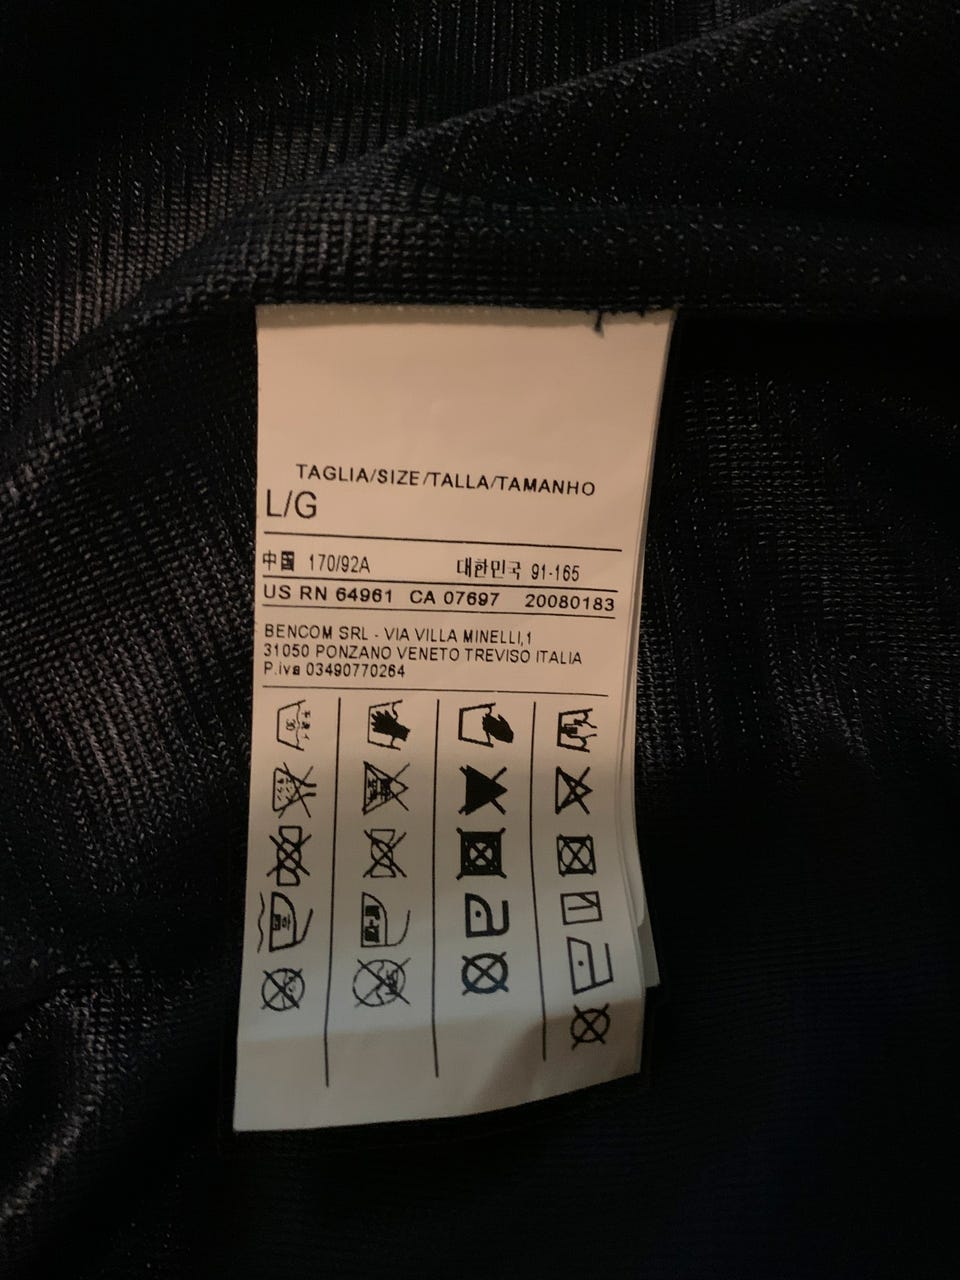 TAGLIA/SIZE/TALLA/TAMANHO
L/G
中国 170/92A 대한민국 91-165
US RN 64961 CA 07697 20080183
BENCOM SRL - VIA VILLA MINELLI,1
31050 PONZANO VENETO TREVISO ITALIA
P.iva 03490770264
30